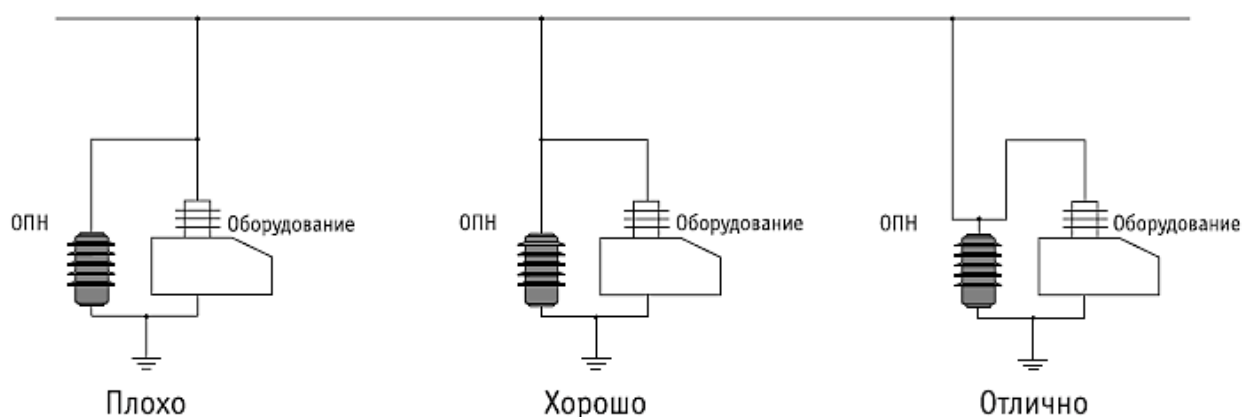 ОПН
Оборудование
ОПН
Оборудование
ОПН
Оборудование
Плохо
Хорошо
Отлично